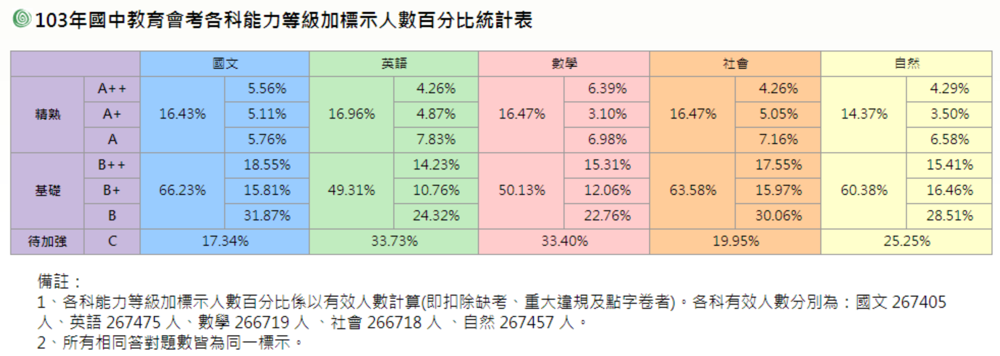 103年國中教育會考各科能力等級加標示人數百分比統計表
國文 英語 數學 社會 自然
A++ 5.56% 4.26% 6.39% 4.26% 4.29%
精熟 A+ 16.43% 5.11% 16.96% 4.87% 16.47% 3.10% 16.47% 5.05% 14.37% 3.50%
A 5.76% 7.83% 6.98% 7.16% 6.58%
B++ 18.55% 14.23% 15.31% 17.55% 15.41%
基礎 B+ 66.23% 15.81% 49.31% 10.76% 50.13% 12.06% 63.58% 15.97% 60.38% 16.46%
B 31.87% 24.32% 22.76% 30.06% 28.51%
待加強 C 17.34% 33.73% 33.40% 19.95% 25.25%
備註：
1、各科能力等級加標示人數百分比係以有效人數計算(即扣除缺考、重大違規及點字卷者)。各科有效人數分別為：國文 267405
人、英語 267475 人、數學 266719 人 、社會 266718 人 、自然 267457 人。
2、所有相同答對題數皆為同一標示。